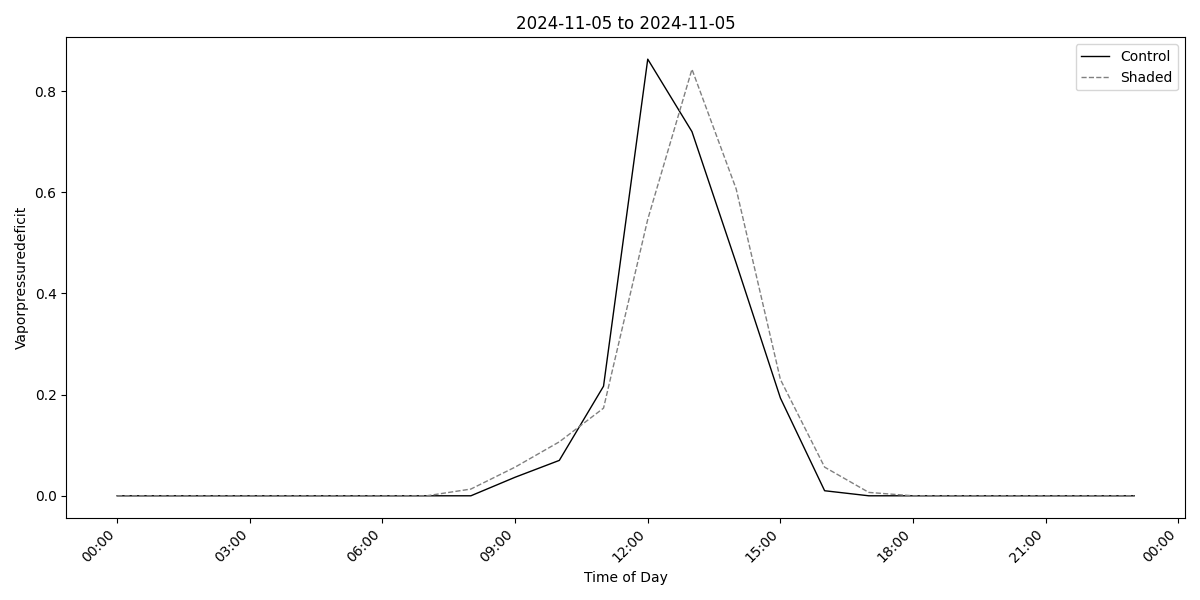 2024-11-05 to 2024-11-05
Control
Shaded
Vaporpressuredeficit
0.8
0.6
0.4
0.2
0.0
00:00
03:00
06:00
09:00
12:00
15:00
18:00
21:00
00:00
Time of Day